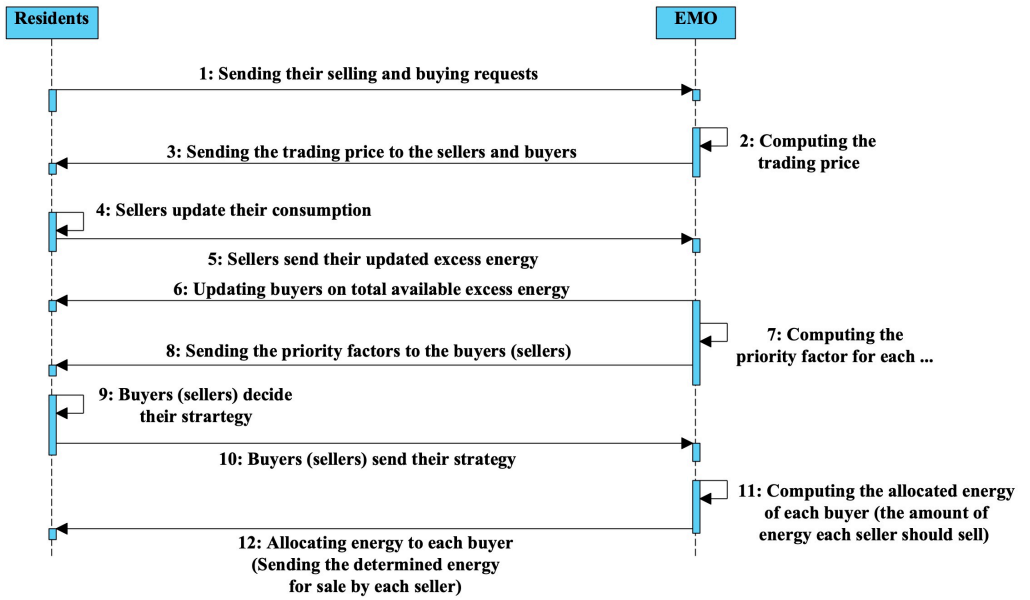 Residents
EMO
1: Sending their selling and buying requests
2: Computing the
trading price
3: Sending the trading price to the sellers and buyers
4: Sellers update their consumption
5: Sellers send their updated excess energy
6: Updating buyers on total available excess energy
7: Computing the
priority factor for each ...
8: Sending the priority factors to the buyers (sellers)
9: Buyers (sellers) decide
their strartegy
10: Buyers (sellers) send their strategy
11: Computing the allocated energy
of each buyer (the amount of
energy each seller should sell)
12: Allocating energy to each buyer
(Sending the determined energy
for sale by each seller)